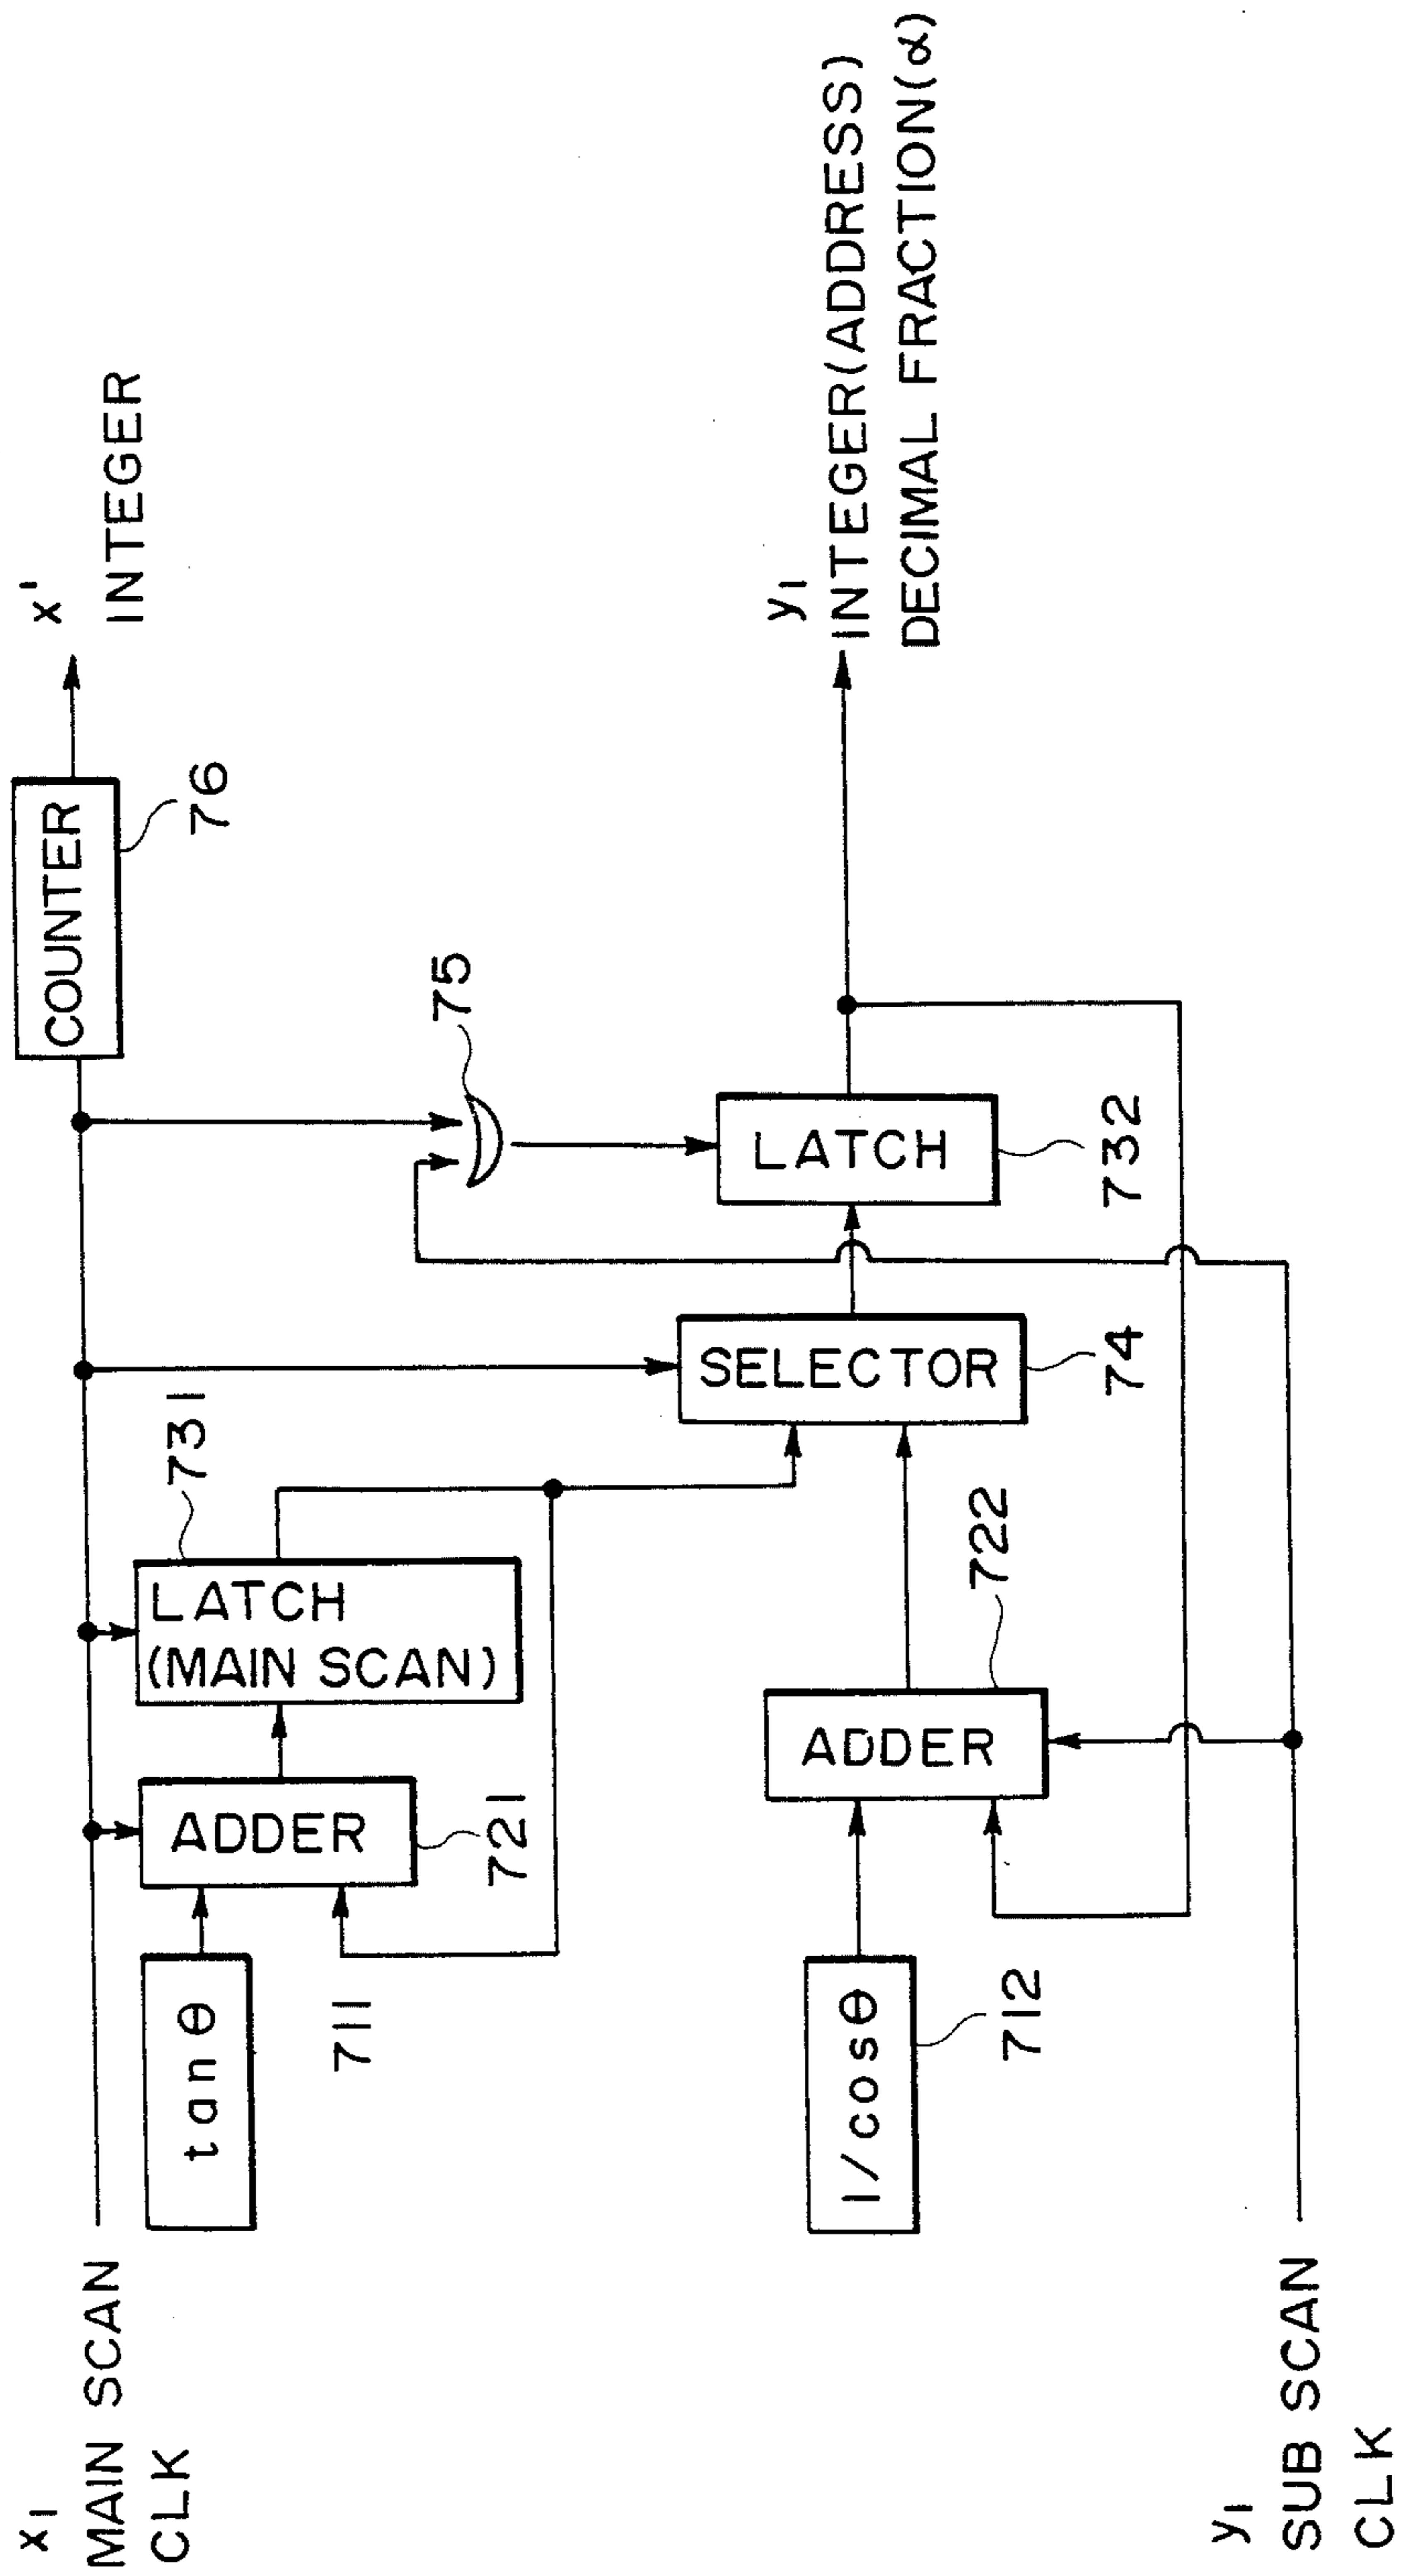 x₁
MAIN SCAN
CLK
tan θ
711
ADDER
721
LATCH
(MAIN SCAN)
731
COUNTER
76
x'
INTEGER
75
1/cosθ
712
ADDER
722
SELECTOR
74
LATCH
732
y₁
INTEGER(ADDRESS)
DECIMAL FRACTION(α)
y₁
SUB SCAN
CLK